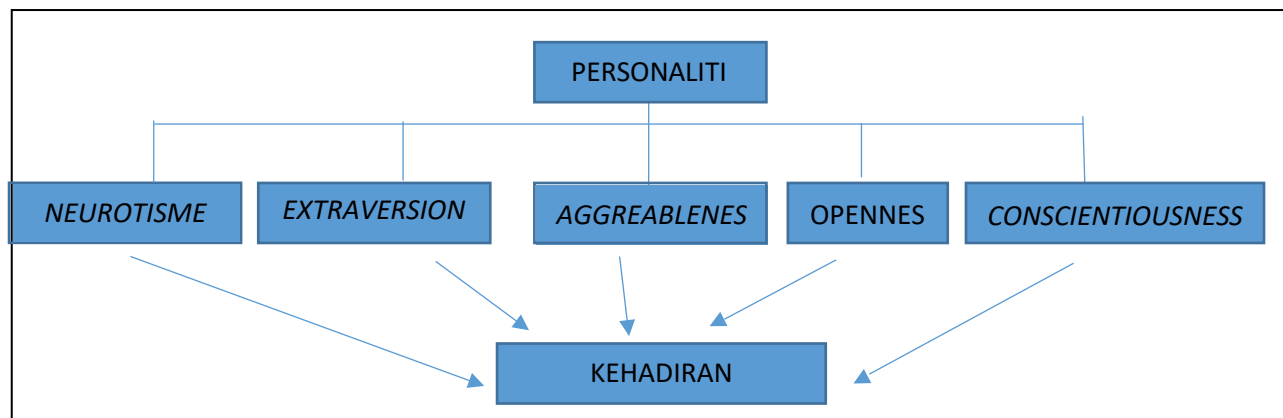 PERSONALITI
NEUROTISME
EXTRAVERSION
AGGREABLENES
OPENNES
CONSCIENTIOUSNESS
KEHADIRAN